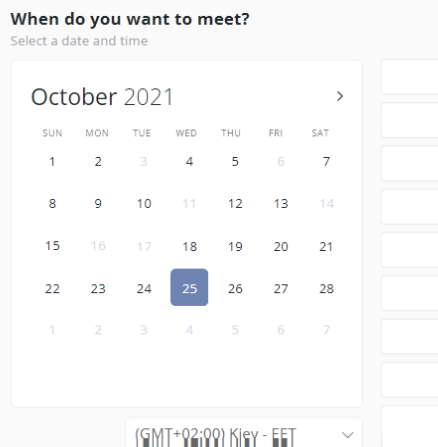 When do you want to meet?
Select a date and time
October 2021 >
SUN MON TUE WED THU FRI SAT
1 2 3 4 5 6 7
8 9 10 11 12 13 14
15 16 17 18 19 20 21
22 23 24 25 26 27 28
1 2 3 4 5 6 7
(GMT+02:00) Kiev - EET